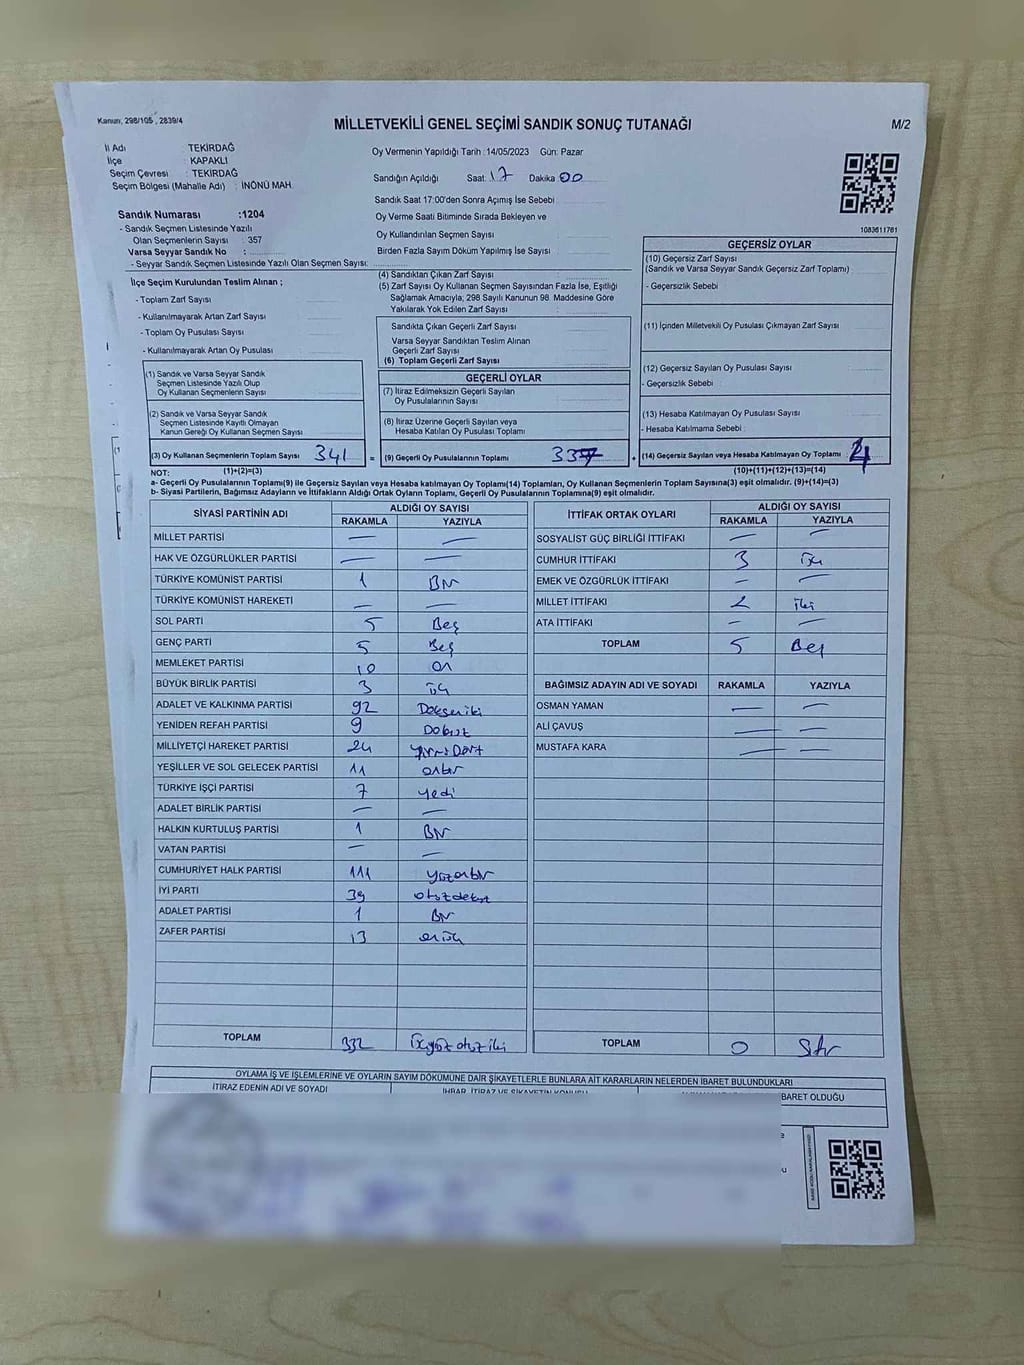 Kanun, 298/105, 2839/4
MİLLETVEKİLİ GENEL SEÇİMİ SANDIK SONUÇ TUTANAĞI
M/2
İl Adı TEKİRDAĞ
İlçe : KAPAKLI
Seçim Çevresi : TEKİRDAĞ
Seçim Bölgesi (Mahalle Adı) : İNÖNÜ MAH.
Oy Vermenin Yapıldığı Tarih : 14/05/2023 Gün: Pazar
Sandığın Açıldığı Saat: 17 Dakika 00
Sandık Saat 17:00'den Sonra Açımış İse Sebebi
Oy Verme Saati Bitiminde Sırada Bekleyen ve
Oy Kullandırılan Seçmen Sayısı
Birden Fazla Sayım Döküm Yapılmış İse Sayısı
1083611761
Sandık Numarası :1204
- Sandık Seçmen Listesinde Yazılı
Olan Seçmenlerin Sayısı : 357
Varsa Seyyar Sandık No :
- Seyyar Sandık Seçmen Listesinde Yazılı Olan Seçmen Sayısı:
İlçe Seçim Kurulundan Teslim Alınan ;
- Toplam Zarf Sayısı
- Kullanılmayarak Artan Zarf Sayısı
- Toplam Oy Pusulası Sayısı
- Kullanılmayarak Artan Oy Pusulası
(4) Sandıktan Çıkan Zarf Sayısı
(5) Zarf Sayısı Oy Kullanan Seçmen Sayısından Fazla İse, Eşitliği
Sağlamak Amacıyla; 298 Sayılı Kanunun 98. Maddesine Göre
Yakılarak Yok Edilen Zarf Sayısı :
Sandıkta Çıkan Geçerli Zarf Sayısı
Varsa Seyyar Sandıktan Teslim Alınan
Geçerli Zarf Sayısı
(6) Toplam Geçerli Zarf Sayısı
GEÇERSİZ OYLAR
(10) Geçersiz Zarf Sayısı
(Sandık ve Varsa Seyyar Sandık Geçersiz Zarf Toplamı)
- Geçersizlik Sebebi
(11) İçinden Milletvekili Oy Pusulası Çıkmayan Zarf Sayısı
(12) Geçersiz Sayılan Oy Pusulası Sayısı
- Geçersizlik Sebebi
(13) Hesaba Katılmayan Oy Pusulası Sayısı
- Hesaba Katılmama Sebebi
(1) Sandık ve Varsa Seyyar Sandık
Seçmen Listesinde Yazılı Olup
Oy Kullanan Seçmenlerin Sayısı
(2) Sandık ve Varsa Seyyar Sandık
Seçmen Listesinde Kayıtlı Olmayan
Kanun Gereği Oy Kullanan Seçmen Sayısı
GEÇERLİ OYLAR
(7) İtiraz Edilmeksizin Geçerli Sayılan
Oy Pusulalarının Sayısı
(8) İtiraz Üzerine Geçerli Sayılan veya
Hesaba Katılan Oy Pusulası Toplamı
(3) Oy Kullanan Seçmenlerin Toplam Sayısı 341 = (9) Geçerli Oy Pusulalarının Toplamı 337 + (14) Geçersiz Sayılan veya Hesaba Katılmayan Oy Toplamı 4
NOT: (1)+(2)=(3) (10)+(11)+(12)+(13)=(14)
a- Geçerli Oy Pusulalarının Toplamı(9) ile Geçersiz Sayılan veya Hesaba katılmayan Oy Toplamı(14) Toplamları, Oy Kullanan Seçmenlerin Toplam Sayısına(3) eşit olmalıdır. (9)+(14)=(3)
b- Siyasi Partilerin, Bağımsız Adayların ve İttifakların Aldığı Ortak Oyların Toplamı, Geçerli Oy Pusulalarının Toplamına(9) eşit olmalıdır.
SİYASİ PARTİNİN ADI ALDIĞI OY SAYISI
RAKAMLA YAZIYLA
MİLLET PARTİSİ — —
HAK VE ÖZGÜRLÜKLER PARTİSİ — —
TÜRKİYE KOMÜNİST PARTİSİ 1 Bir
TÜRKİYE KOMÜNİST HAREKETİ — —
SOL PARTİ 5 Beş
GENÇ PARTİ 5 Beş
MEMLEKET PARTİSİ 10 On
BÜYÜK BİRLİK PARTİSİ 3 üç
ADALET VE KALKINMA PARTİSİ 92 Doksaniki
YENİDEN REFAH PARTİSİ 9 Dokuz
MİLLİYETÇİ HAREKET PARTİSİ 24 yirmi Dört
YEŞİLLER VE SOL GELECEK PARTİSİ 11 onbir
TÜRKİYE İŞÇİ PARTİSİ 7 yedi
ADALET BİRLİK PARTİSİ — —
HALKIN KURTULUŞ PARTİSİ 1 Bir
VATAN PARTİSİ — —
CUMHURİYET HALK PARTİSİ 111 yüzonbir
İYİ PARTİ 39 otuzdokuz
ADALET PARTİSİ 1 Bir
ZAFER PARTİSİ 13 onüç
TOPLAM 332 üçyüz otuz iki
İTTİFAK ORTAK OYLARI ALDIĞI OY SAYISI
RAKAMLA YAZIYLA
SOSYALİST GÜÇ BİRLİĞİ İTTİFAKI — —
CUMHUR İTTİFAKI 3 üç
EMEK VE ÖZGÜRLÜK İTTİFAKI — —
MİLLET İTTİFAKI 2 iki
ATA İTTİFAKI — —
TOPLAM 5 Beş
BAĞIMSIZ ADAYIN ADI VE SOYADI RAKAMLA YAZIYLA
OSMAN YAMAN — —
ALİ ÇAVUŞ — —
MUSTAFA KARA — —
TOPLAM 0 Sıfır
OYLAMA İŞ VE İŞLEMLERİNE VE OYLARIN SAYIM DÖKÜMÜNE DAİR ŞİKAYETLERLE BUNLARA AİT KARARLARIN NELERDEN İBARET BULUNDUKLARI
İTİRAZ EDENİN ADI VE SOYADI
İHBAR, İTİRAZ VE ŞİKAYETİN KONUSU
BARET OLDUĞU